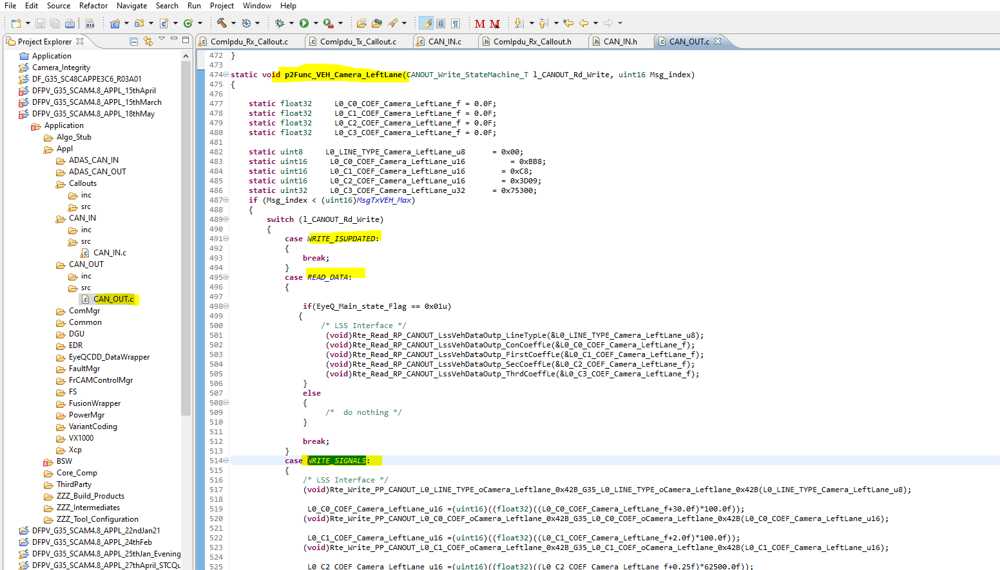 File Edit Source Refactor Navigate Search Run Project Window Help
Project Explorer
Application
Camera_Integrity
DF_G35_SC48CAPPE3C6_R03A01
DFPV_G35_SCAM4.8_APPL_15thApril
DFPV_G35_SCAM4.8_APPL_15thMarch
DFPV_G35_SCAM4.8_APPL_18thMay
Application
Algo_Stub
Appl
ADAS_CAN_IN
ADAS_CAN_OUT
Callouts
inc
src
CAN_IN
inc
src
CAN_IN.c
CAN_OUT
inc
src
CAN_OUT.c
ComMgr
Common
DGU
EDR
EyeQCDD_DataWrapper
FaultMgr
FrCAMControlMgr
FS
FusionWrapper
PowerMgr
VariantCoding
VX1000
Xcp
BSW
Core_Comp
ThirdParty
ZZZ_Build_Products
ZZZ_Intermediates
ZZZ_Tool_Configuration
DFPV_G35_SCAM4.8_APPL_22ndJan21
DFPV_G35_SCAM4.8_APPL_24thFeb
DFPV_G35_SCAM4.8_APPL_25thJan_Evening
DFPV_G35_SCAM4.8_APPL_27thApril_STCQu
ComIpdu_Rx_Callout.c ComIpdu_Tx_Callout.c CAN_IN.c ComIpdu_Rx_Callout.h CAN_IN.h CAN_OUT.c
472 }
473
474 static void p2Func_VEH_Camera_LeftLane(CANOUT_Write_StateMachine_T l_CANOUT_Rd_Write, uint16 Msg_index)
475 {
476
477 static float32 L0_C0_COEF_Camera_LeftLane_f = 0.0F;
478 static float32 L0_C1_COEF_Camera_LeftLane_f = 0.0F;
479 static float32 L0_C2_COEF_Camera_LeftLane_f = 0.0F;
480 static float32 L0_C3_COEF_Camera_LeftLane_f = 0.0F;
481
482 static uint8 L0_LINE_TYPE_Camera_LeftLane_u8 = 0x00;
483 static uint16 L0_C0_COEF_Camera_LeftLane_u16 = 0xBB8;
484 static uint16 L0_C1_COEF_Camera_LeftLane_u16 = 0xC8;
485 static uint16 L0_C2_COEF_Camera_LeftLane_u16 = 0x3D09;
486 static uint32 L0_C3_COEF_Camera_LeftLane_u32 = 0x75300;
487 if (Msg_index < (uint16)MsgTxVEH_Max)
488 {
489 switch (l_CANOUT_Rd_Write)
490 {
491 case WRITE_ISUPDATED:
492 {
493 break;
494 }
495 case READ_DATA:
496 {
497
498 if(EyeQ_Main_state_Flag == 0x01u)
499 {
500 /* LSS Interface */
501 (void)Rte_Read_RP_CANOUT_LssVehDataOutp_LineTypLe(&L0_LINE_TYPE_Camera_LeftLane_u8);
502 (void)Rte_Read_RP_CANOUT_LssVehDataOutp_ConCoeffLe(&L0_C0_COEF_Camera_LeftLane_f);
503 (void)Rte_Read_RP_CANOUT_LssVehDataOutp_FirstCoeffLe(&L0_C1_COEF_Camera_LeftLane_f);
504 (void)Rte_Read_RP_CANOUT_LssVehDataOutp_SecCoeffLe(&L0_C2_COEF_Camera_LeftLane_f);
505 (void)Rte_Read_RP_CANOUT_LssVehDataOutp_ThrdCoeffLe(&L0_C3_COEF_Camera_LeftLane_f);
506 }
507 else
508 {
509 /* do nothing */
510 }
511
512 break;
513 }
514 case WRITE_SIGNALS:
515 {
516 /* LSS Interface */
517 (void)Rte_Write_PP_CANOUT_L0_LINE_TYPE_oCamera_Leftlane_0x42B_G35_L0_LINE_TYPE_oCamera_Leftlane_0x42B(L0_LINE_TYPE_Camera_LeftLane_u8);
518
519 L0_C0_COEF_Camera_LeftLane_u16 =(uint16)((float32)((L0_C0_COEF_Camera_LeftLane_f+30.0f)*100.0f));
520 (void)Rte_Write_PP_CANOUT_L0_C0_COEF_oCamera_Leftlane_0x42B_G35_L0_C0_COEF_oCamera_Leftlane_0x42B(L0_C0_COEF_Camera_LeftLane_u16);
521
522 L0_C1_COEF_Camera_LeftLane_u16 =(uint16)((float32)((L0_C1_COEF_Camera_LeftLane_f+2.0f)*100.0f));
523 (void)Rte_Write_PP_CANOUT_L0_C1_COEF_oCamera_Leftlane_0x42B_G35_L0_C1_COEF_oCamera_Leftlane_0x42B(L0_C1_COEF_Camera_LeftLane_u16);
524
525 L0_C2_COEF_Camera_LeftLane_u16 =(uint16)((float32)((L0_C2_COEF_Camera_LeftLane_f+0.25f)*62500.0f));